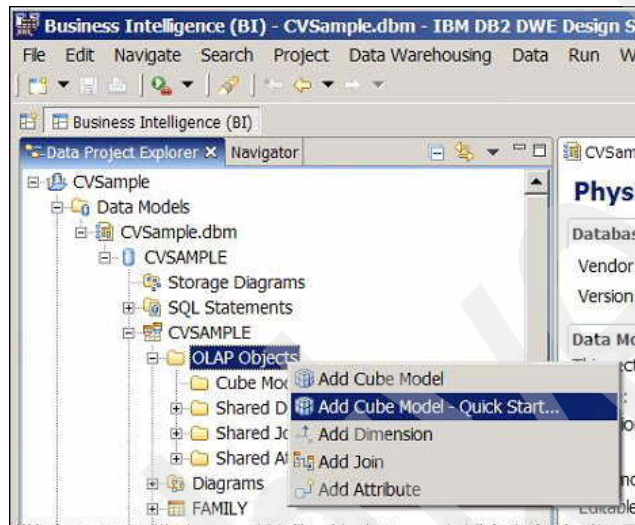 Business Intelligence (BI) - CVSample.dbm - IBM DB2 DWE Design S
File Edit Navigate Search Project Data Warehousing Data Run W
Business Intelligence (BI)
Data Project Explorer Navigator
CVSam
CVSample
Data Models
CVSample.dbm
CVSAMPLE
Storage Diagrams
SQL Statements
CVSAMPLE
OLAP Objects
Cube Mo
Shared D
Shared Jo
Shared At
Diagrams
FAMILY
Add Cube Model
Add Cube Model - Quick Start...
Add Dimension
Add Join
Add Attribute
Phys
Databas
Vendor
Version
Data Mo